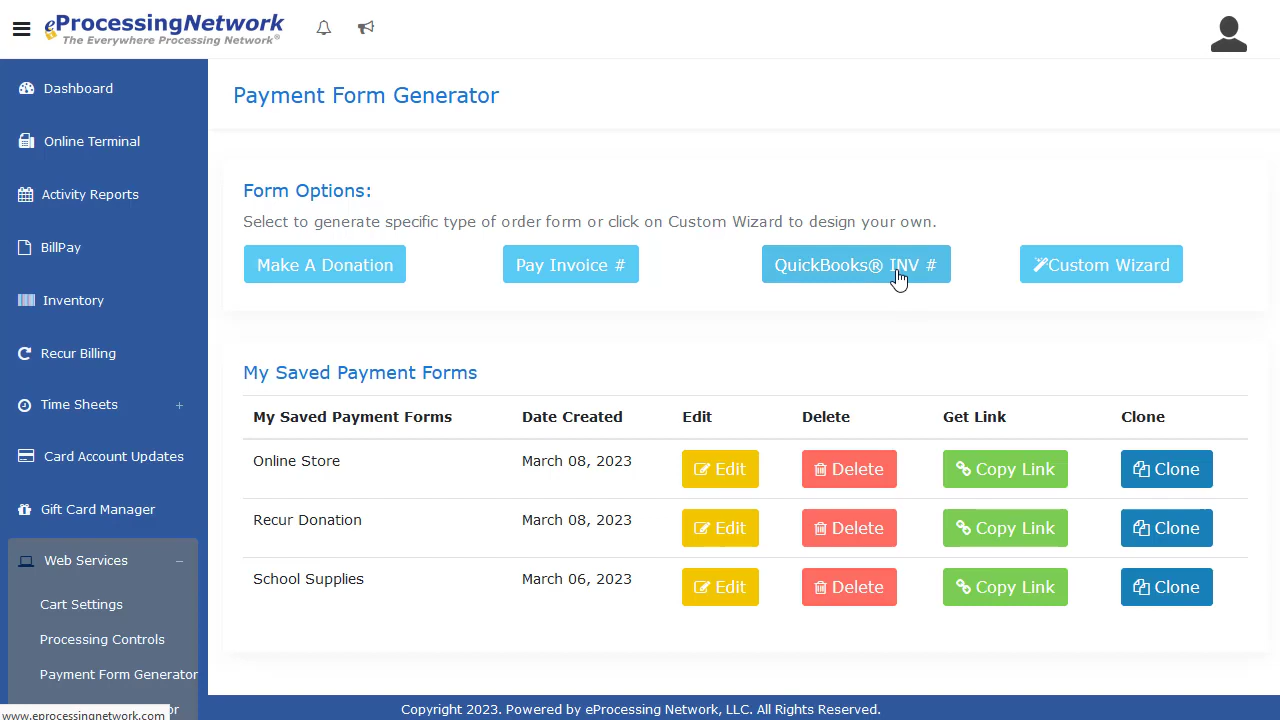 eProcessingNetwork
The Everywhere Processing Network®
Dashboard
Online Terminal
Activity Reports
BillPay
Inventory
Recur Billing
Time Sheets +
Card Account Updates
Gift Card Manager
Web Services –
Cart Settings
Processing Controls
Payment Form Generator
or
www.eprocessingnetwork.com
Payment Form Generator
Form Options:
Select to generate specific type of order form or click on Custom Wizard to design your own.
Make A Donation Pay Invoice # QuickBooks® INV # Custom Wizard
My Saved Payment Forms
My Saved Payment Forms Date Created Edit Delete Get Link Clone
Online Store March 08, 2023 Edit Delete Copy Link Clone
Recur Donation March 08, 2023 Edit Delete Copy Link Clone
School Supplies March 06, 2023 Edit Delete Copy Link Clone
Copyright 2023. Powered by eProcessing Network, LLC. All Rights Reserved.